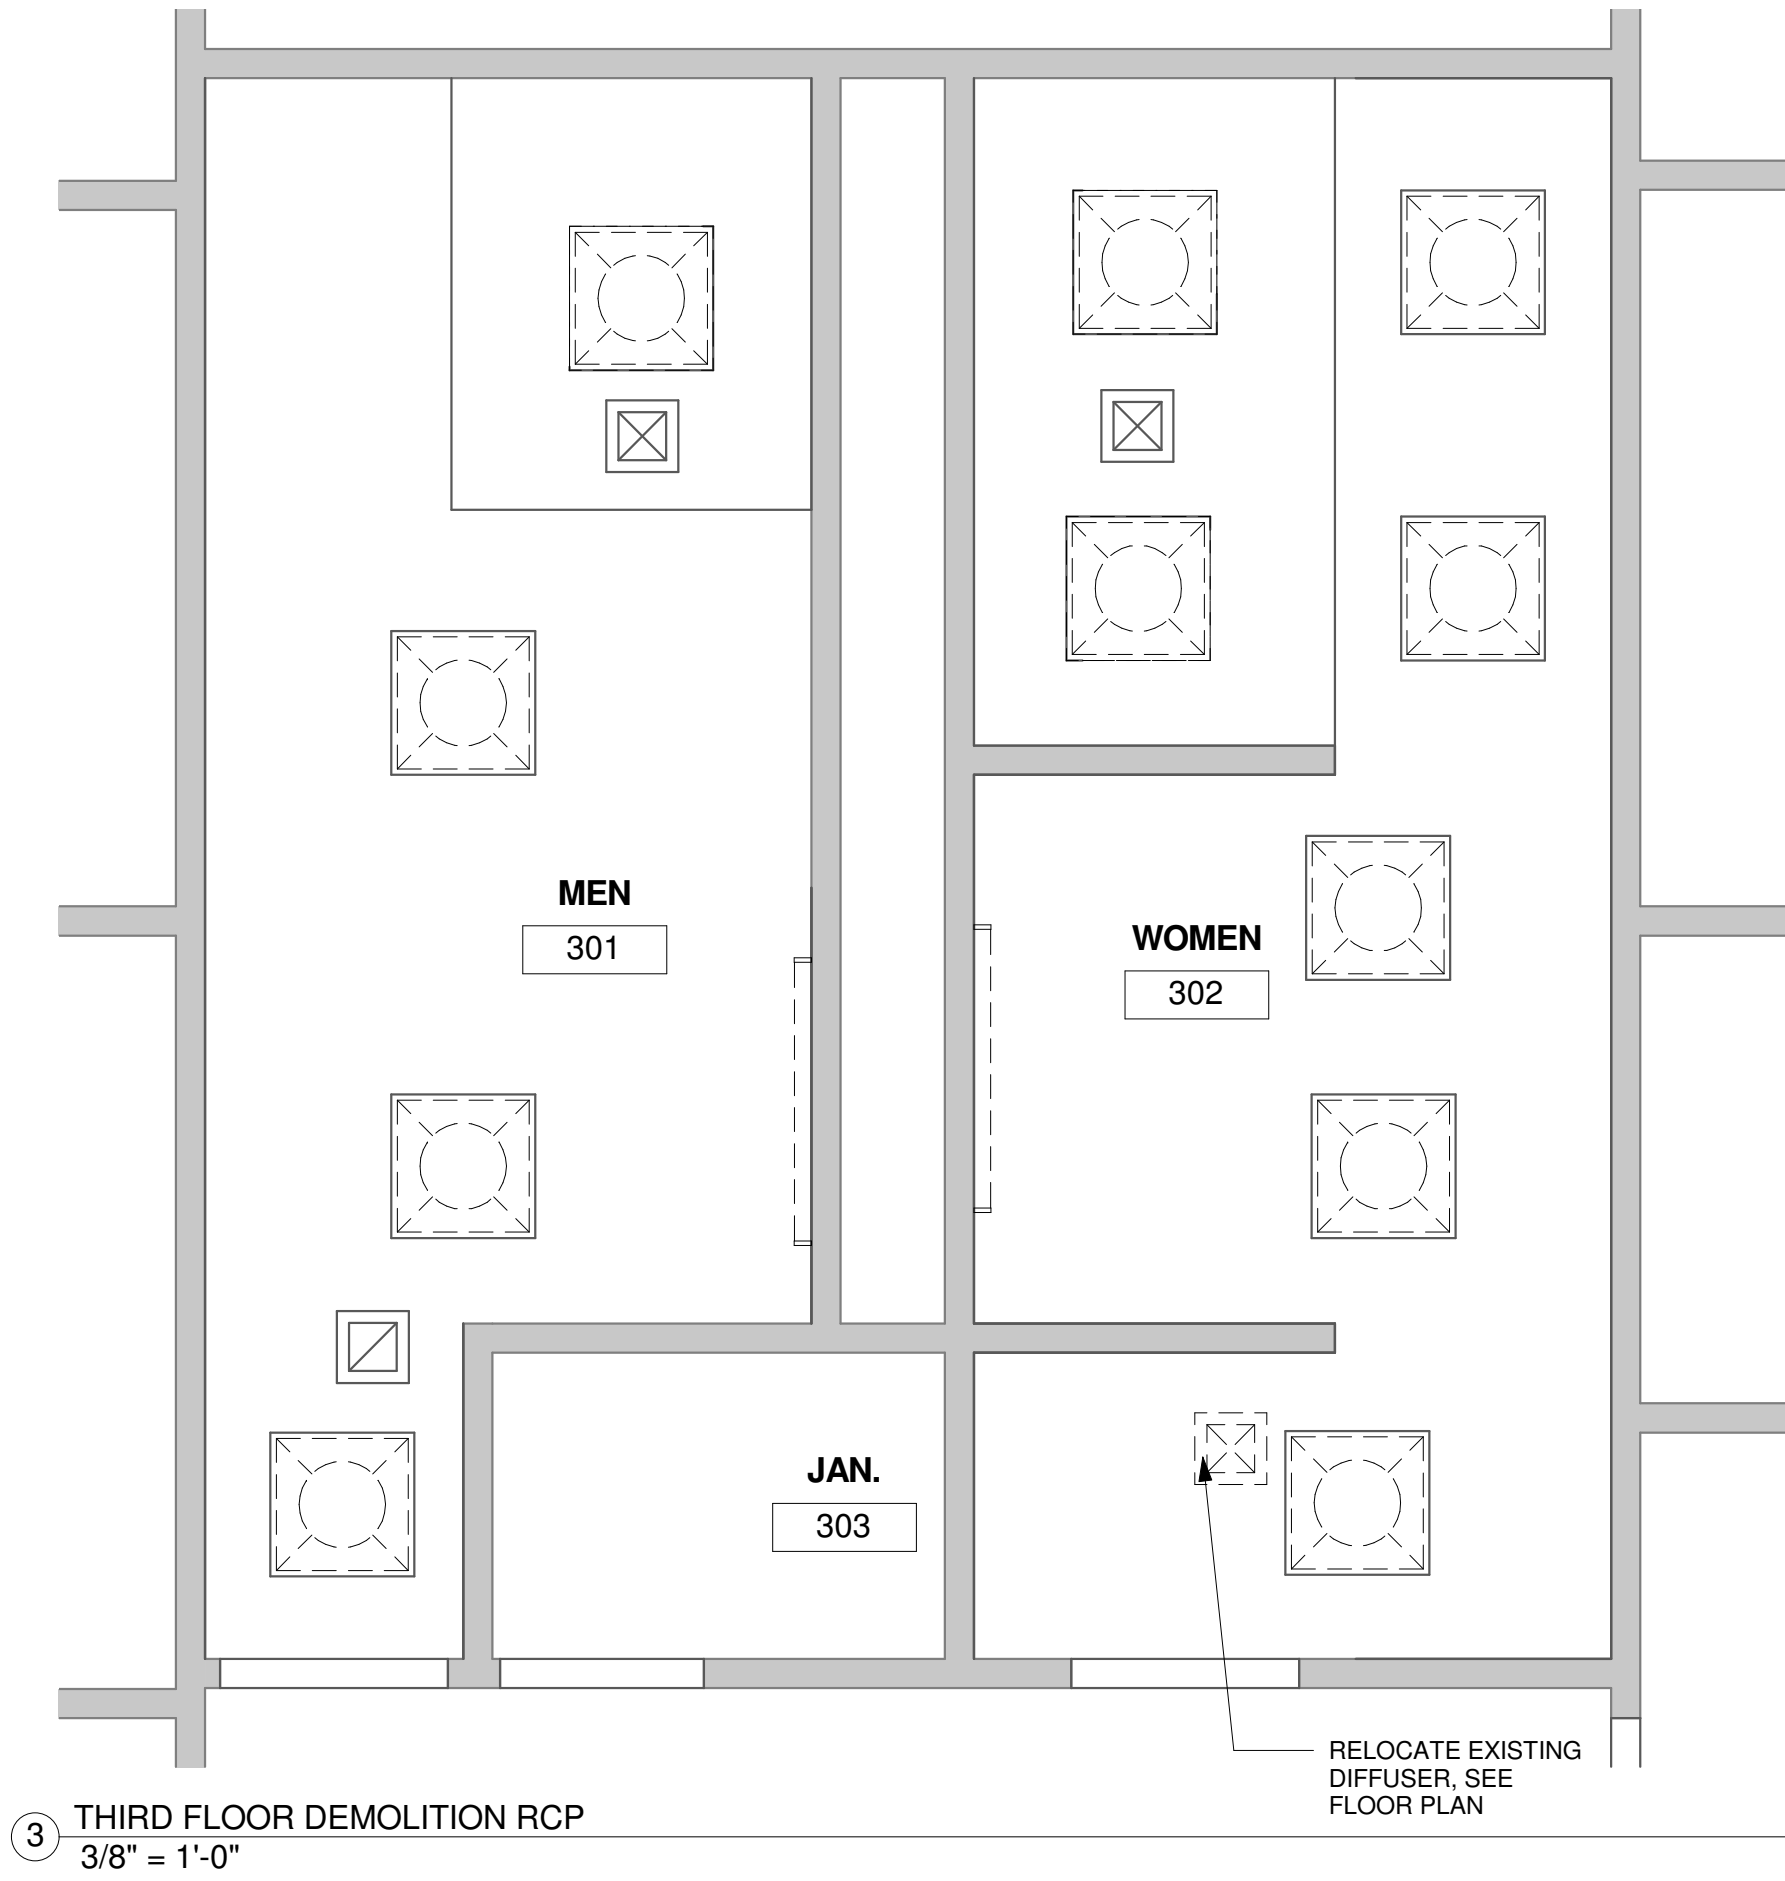 MEN
301
WOMEN
302
JAN.
303
RELOCATE EXISTING
DIFFUSER, SEE
FLOOR PLAN
3
THIRD FLOOR DEMOLITION RCP
3/8" = 1'-0"